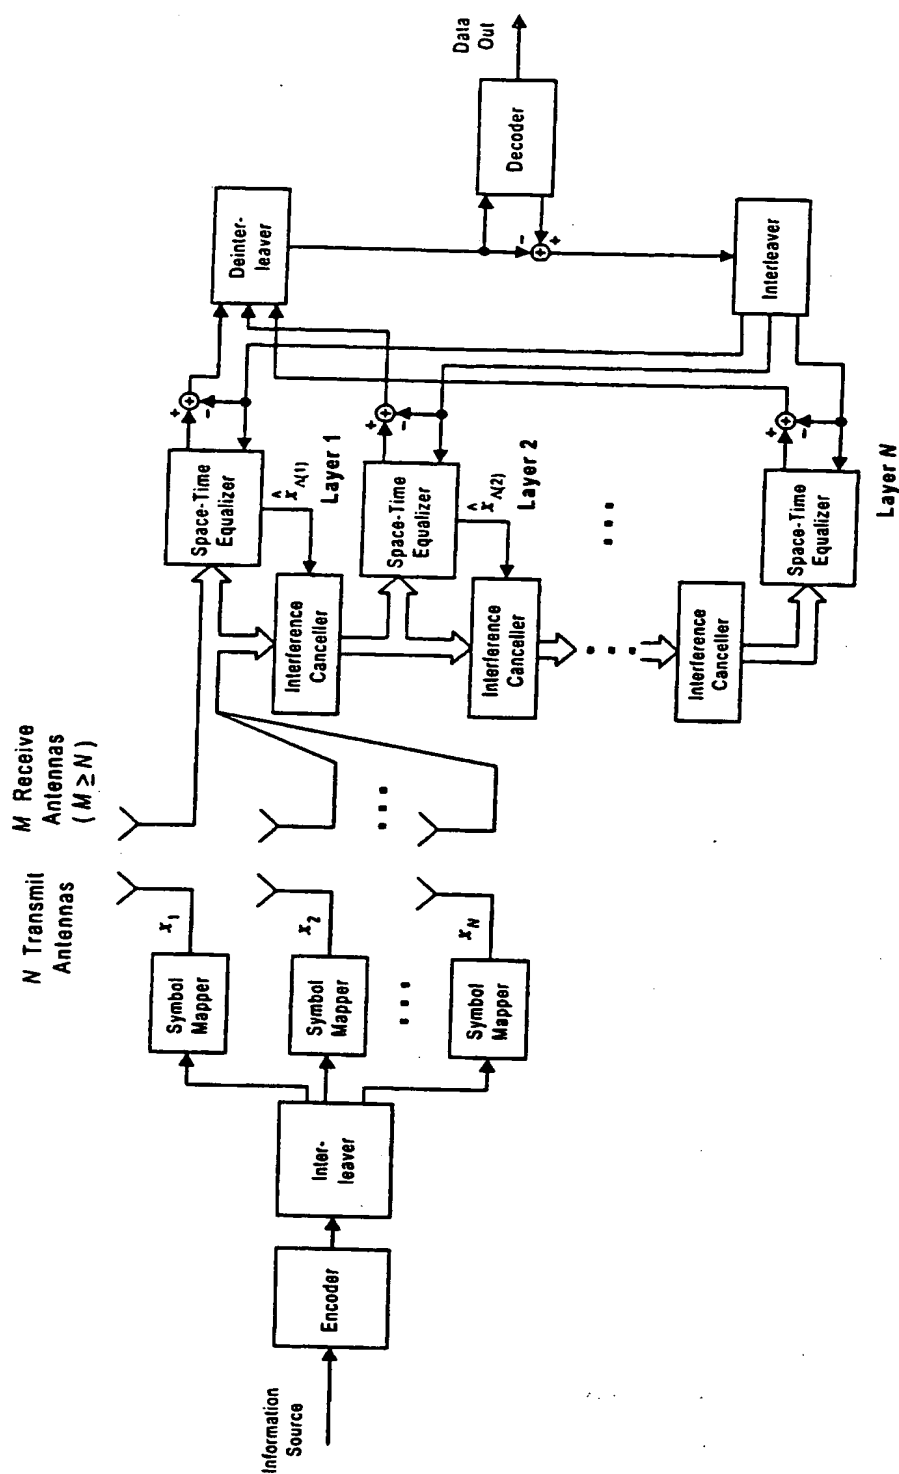 Information
Source
Encoder
Inter-
leaver
Symbol
Mapper
Symbol
Mapper
Symbol
Mapper
x1
x2
xN
N Transmit
Antennas
M Receive
Antennas
(M ≥ N)
Interference
Canceller
Interference
Canceller
Interference
Canceller
Space-Time
Equalizer
x̂Λ(1)
Layer 1
Space-Time
Equalizer
x̂Λ(2)
Layer 2
Space-Time
Equalizer
Layer N
+
-
+
+
-
+
+
-
+
Deinter-
leaver
Interleaver
-
+
+
Decoder
Data
Out